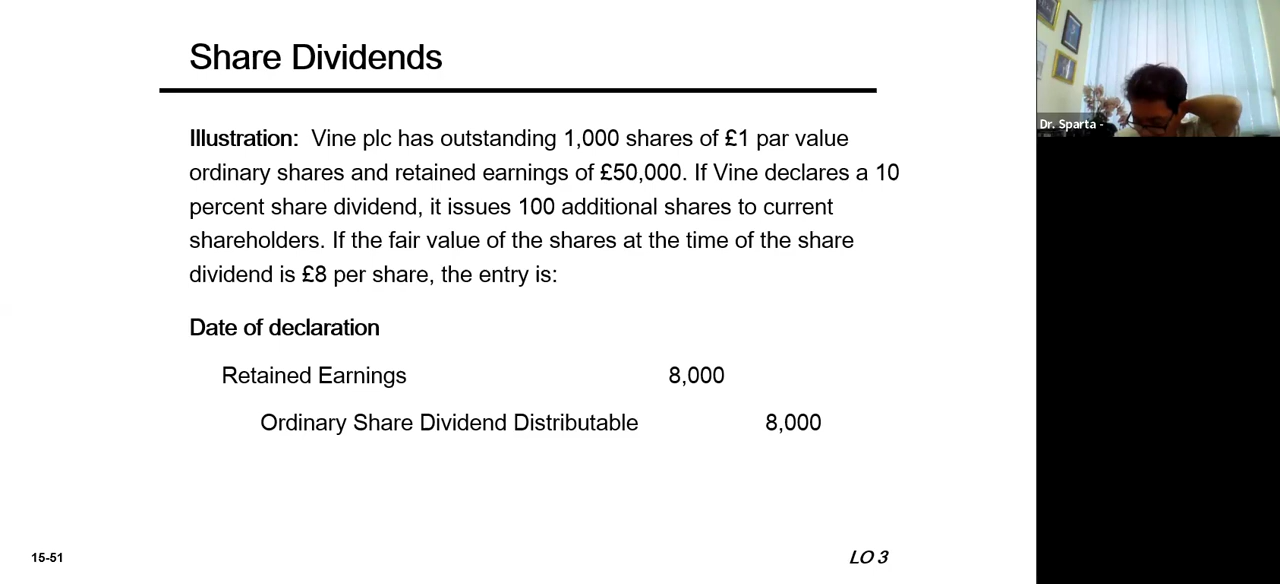 Share Dividends
Illustration: Vine plc has outstanding 1,000 shares of £1 par value
ordinary shares and retained earnings of £50,000. If Vine declares a 10
percent share dividend, it issues 100 additional shares to current
shareholders. If the fair value of the shares at the time of the share
dividend is £8 per share, the entry is:
Date of declaration
Retained Earnings 8,000
Ordinary Share Dividend Distributable 8,000
15-51
LO 3
Dr. Sparta -